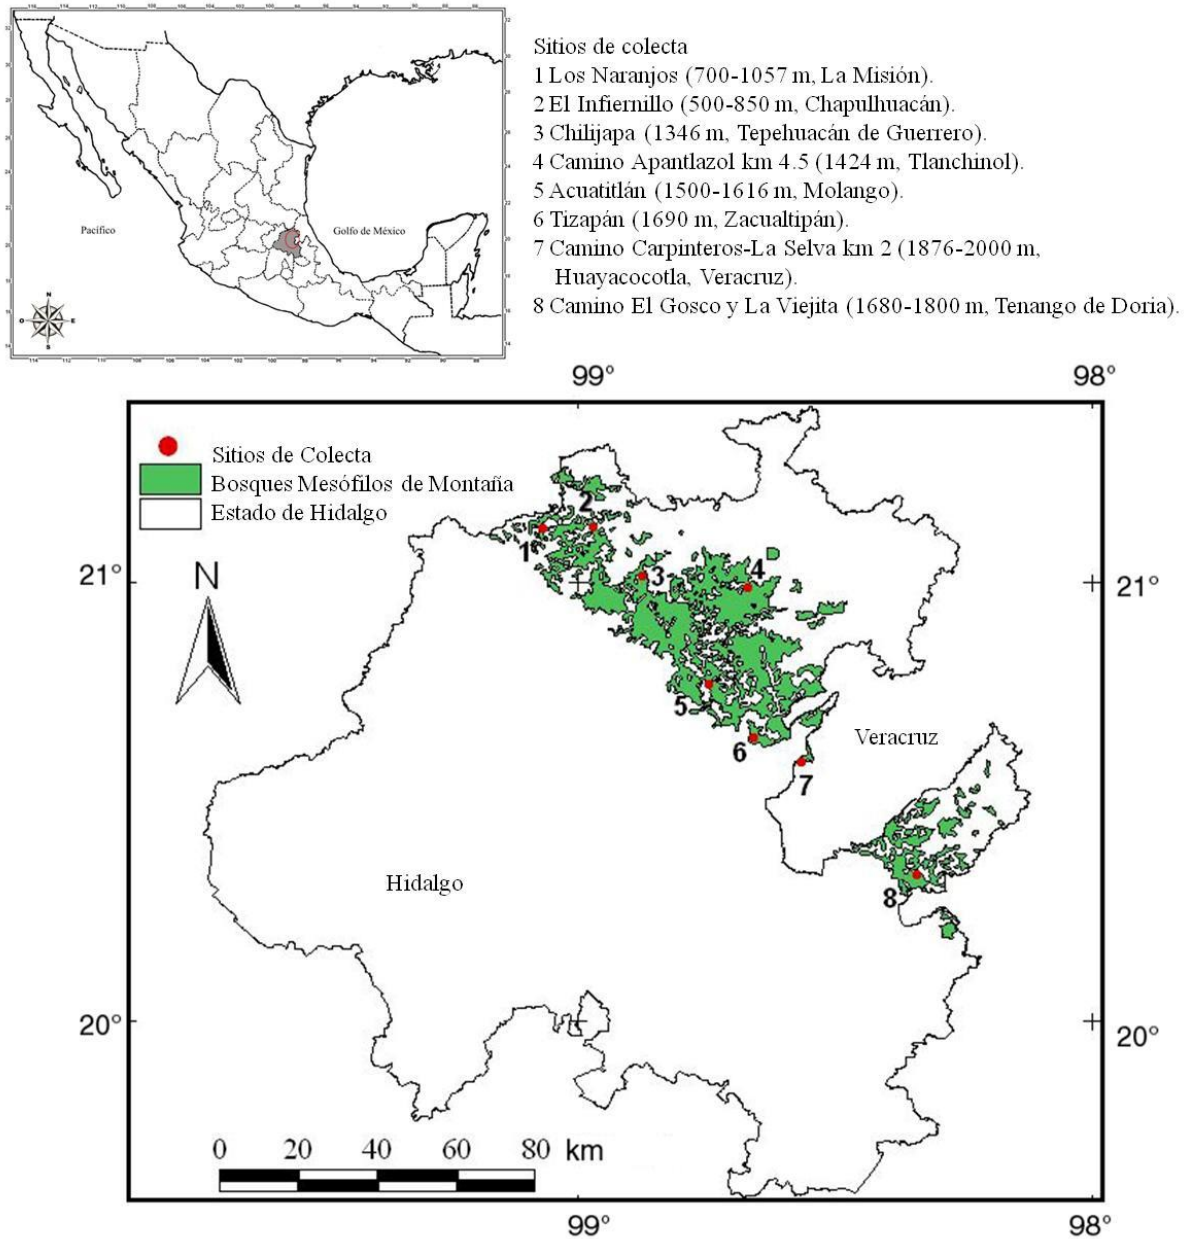 Sitios de colecta
1 Los Naranjos (700-1057 m, La Misión).
2 El Infiernillo (500-850 m, Chapulhuacán).
3 Chilijapa (1346 m, Tepehuacán de Guerrero).
4 Camino Apantlazol km 4.5 (1424 m, Tlanchinol).
5 Acuatitlán (1500-1616 m, Molango).
6 Tizapán (1690 m, Zacualtipán).
7 Camino Carpinteros-La Selva km 2 (1876-2000 m,
Huayacocotla, Veracruz).
8 Camino El Gosco y La Viejita (1680-1800 m, Tenango de Doria).
Pacífico
Golfo de México
N
O E
S
99° 98°
Sitios de Colecta
Bosques Mesófilos de Montaña
Estado de Hidalgo
N
21° 21°
1
2
3
4
5
6
7
8
Veracruz
Hidalgo
20° 20°
0 20 40 60 80 km
99° 98°